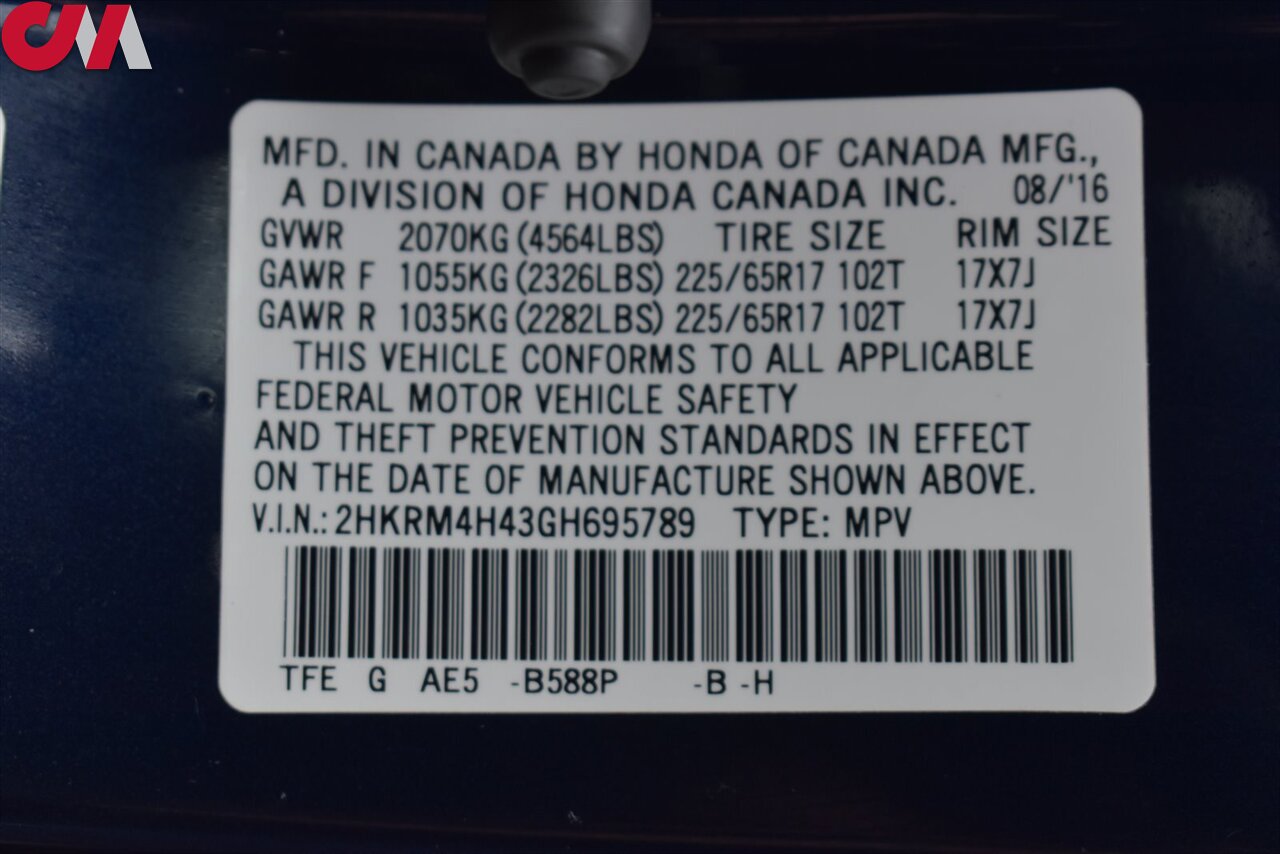 CM
MFD. IN CANADA BY HONDA OF CANADA MFG.,
A DIVISION OF HONDA CANADA INC. 08/'16
GVWR 2070KG (4564LBS) TIRE SIZE RIM SIZE
GAWR F 1055KG (2326LBS) 225/65R17 102T 17X7J
GAWR R 1035KG (2282LBS) 225/65R17 102T 17X7J
THIS VEHICLE CONFORMS TO ALL APPLICABLE
FEDERAL MOTOR VEHICLE SAFETY
AND THEFT PREVENTION STANDARDS IN EFFECT
ON THE DATE OF MANUFACTURE SHOWN ABOVE.
V.I.N.: 2HKRM4H43GH695789 TYPE: MPV
TFE G AE5 -B588P -B -H